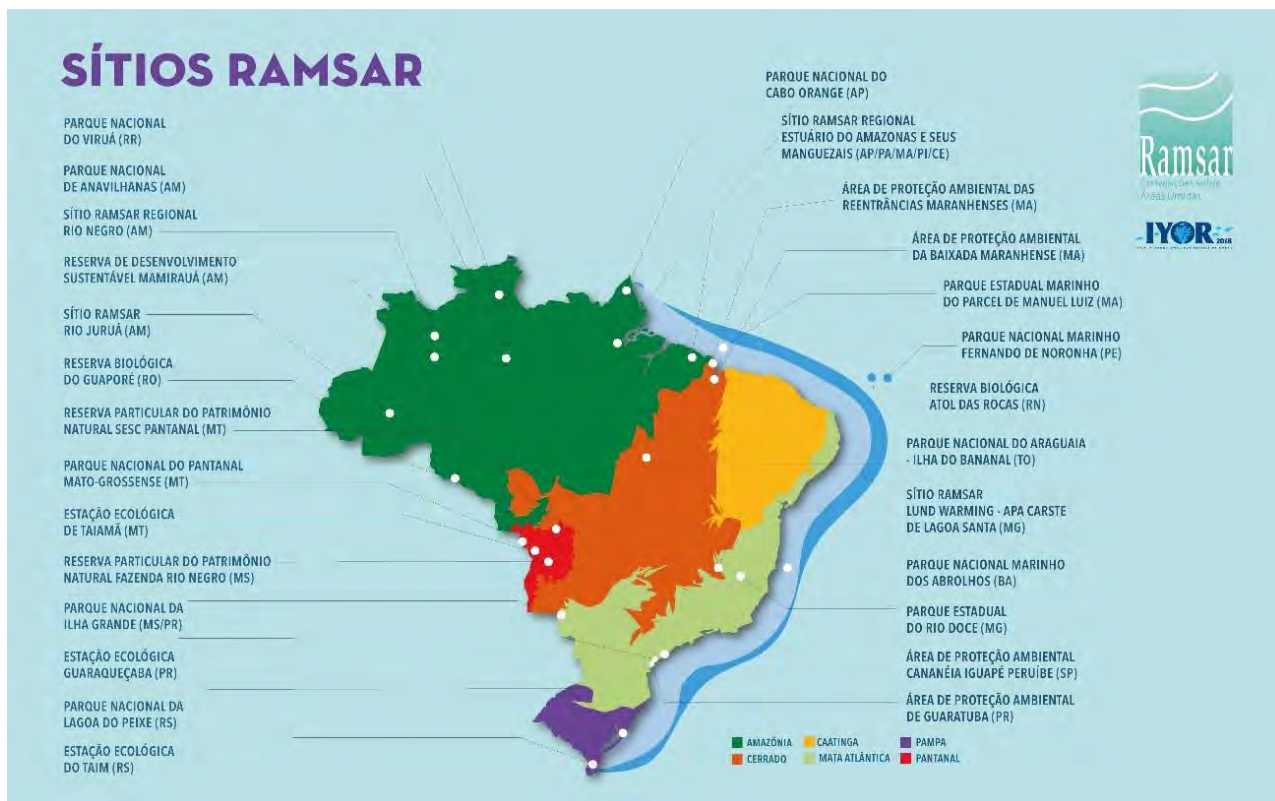 SÍTIOS RAMSAR
PARQUE NACIONAL
DO VIRUÁ (RR)
PARQUE NACIONAL
DE ANAVILHANAS (AM)
SÍTIO RAMSAR REGIONAL
RIO NEGRO (AM)
RESERVA DE DESENVOLVIMENTO
SUSTENTÁVEL MAMIRAUÁ (AM)
SÍTIO RAMSAR
RIO JURUÁ (AM)
RESERVA BIOLÓGICA
DO GUAPORÉ (RO)
RESERVA PARTICULAR DO PATRIMÔNIO
NATURAL SESC PANTANAL (MT)
PARQUE NACIONAL DO PANTANAL
MATO-GROSSENSE (MT)
ESTAÇÃO ECOLÓGICA
DE TAIAMÃ (MT)
RESERVA PARTICULAR DO PATRIMÔNIO
NATURAL FAZENDA RIO NEGRO (MS)
PARQUE NACIONAL DA
ILHA GRANDE (MS/PR)
ESTAÇÃO ECOLÓGICA
GUARAQUEÇABA (PR)
PARQUE NACIONAL DA
LAGOA DO PEIXE (RS)
ESTAÇÃO ECOLÓGICA
DO TAIM (RS)
PARQUE NACIONAL DO
CABO ORANGE (AP)
SÍTIO RAMSAR REGIONAL
ESTUÁRIO DO AMAZONAS E SEUS
MANGUEZAIS (AP/PA/MA/PI/CE)
ÁREA DE PROTEÇÃO AMBIENTAL DAS
REENTRÂNCIAS MARANHENSES (MA)
ÁREA DE PROTEÇÃO AMBIENTAL
DA BAIXADA MARANHENSE (MA)
PARQUE ESTADUAL MARINHO
DO PARCEL DE MANUEL LUIZ (MA)
PARQUE NACIONAL MARINHO
FERNANDO DE NORONHA (PE)
RESERVA BIOLÓGICA
ATOL DAS ROCAS (RN)
PARQUE NACIONAL DO ARAGUAIA
- ILHA DO BANANAL (TO)
SÍTIO RAMSAR
LUND WARMING - APA CARSTE
DE LAGOA SANTA (MG)
PARQUE NACIONAL MARINHO
DOS ABROLHOS (BA)
PARQUE ESTADUAL
DO RIO DOCE (MG)
ÁREA DE PROTEÇÃO AMBIENTAL
CANANÉIA IGUAPÉ PERUÍBE (SP)
ÁREA DE PROTEÇÃO AMBIENTAL
DE GUARATUBA (PR)
AMAZÔNIA CAATINGA PAMPA
CERRADO MATA ATLÂNTICA PANTANAL
Ramsar
Áreas Úmidas
IYOR 2018